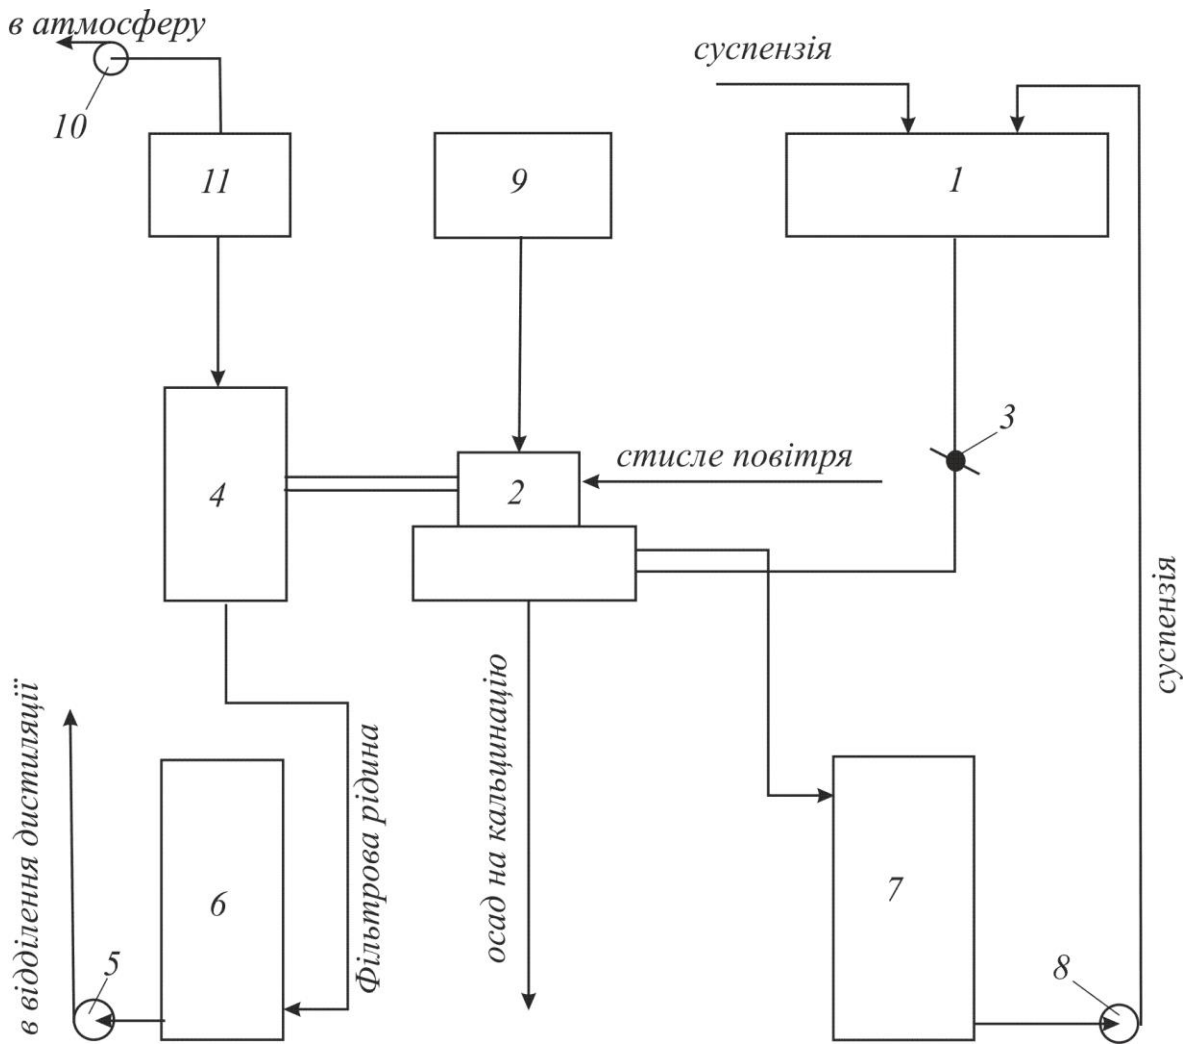 в атмосферу
суспензія
10
11
9
1
3
стисле повітря
4
2
суспензія
в відділення дистиляції
Фільтрова рідина
осад на кальцинацію
6
7
5
8